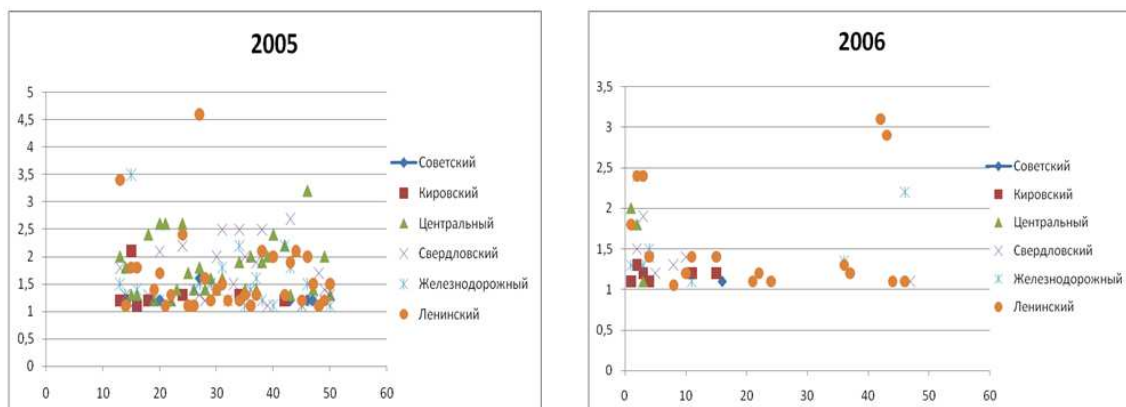 2005
5
4,5
4
3,5
3
2,5
2
1,5
1
0,5
0
0 10 20 30 40 50 60
Советский
Кировский
Центральный
Свердловский
Железнодорожный
Ленинский
2006
3,5
3
2,5
2
1,5
1
0,5
0
0 10 20 30 40 50 60
Советский
Кировский
Центральный
Свердловский
Железнодорожный
Ленинский